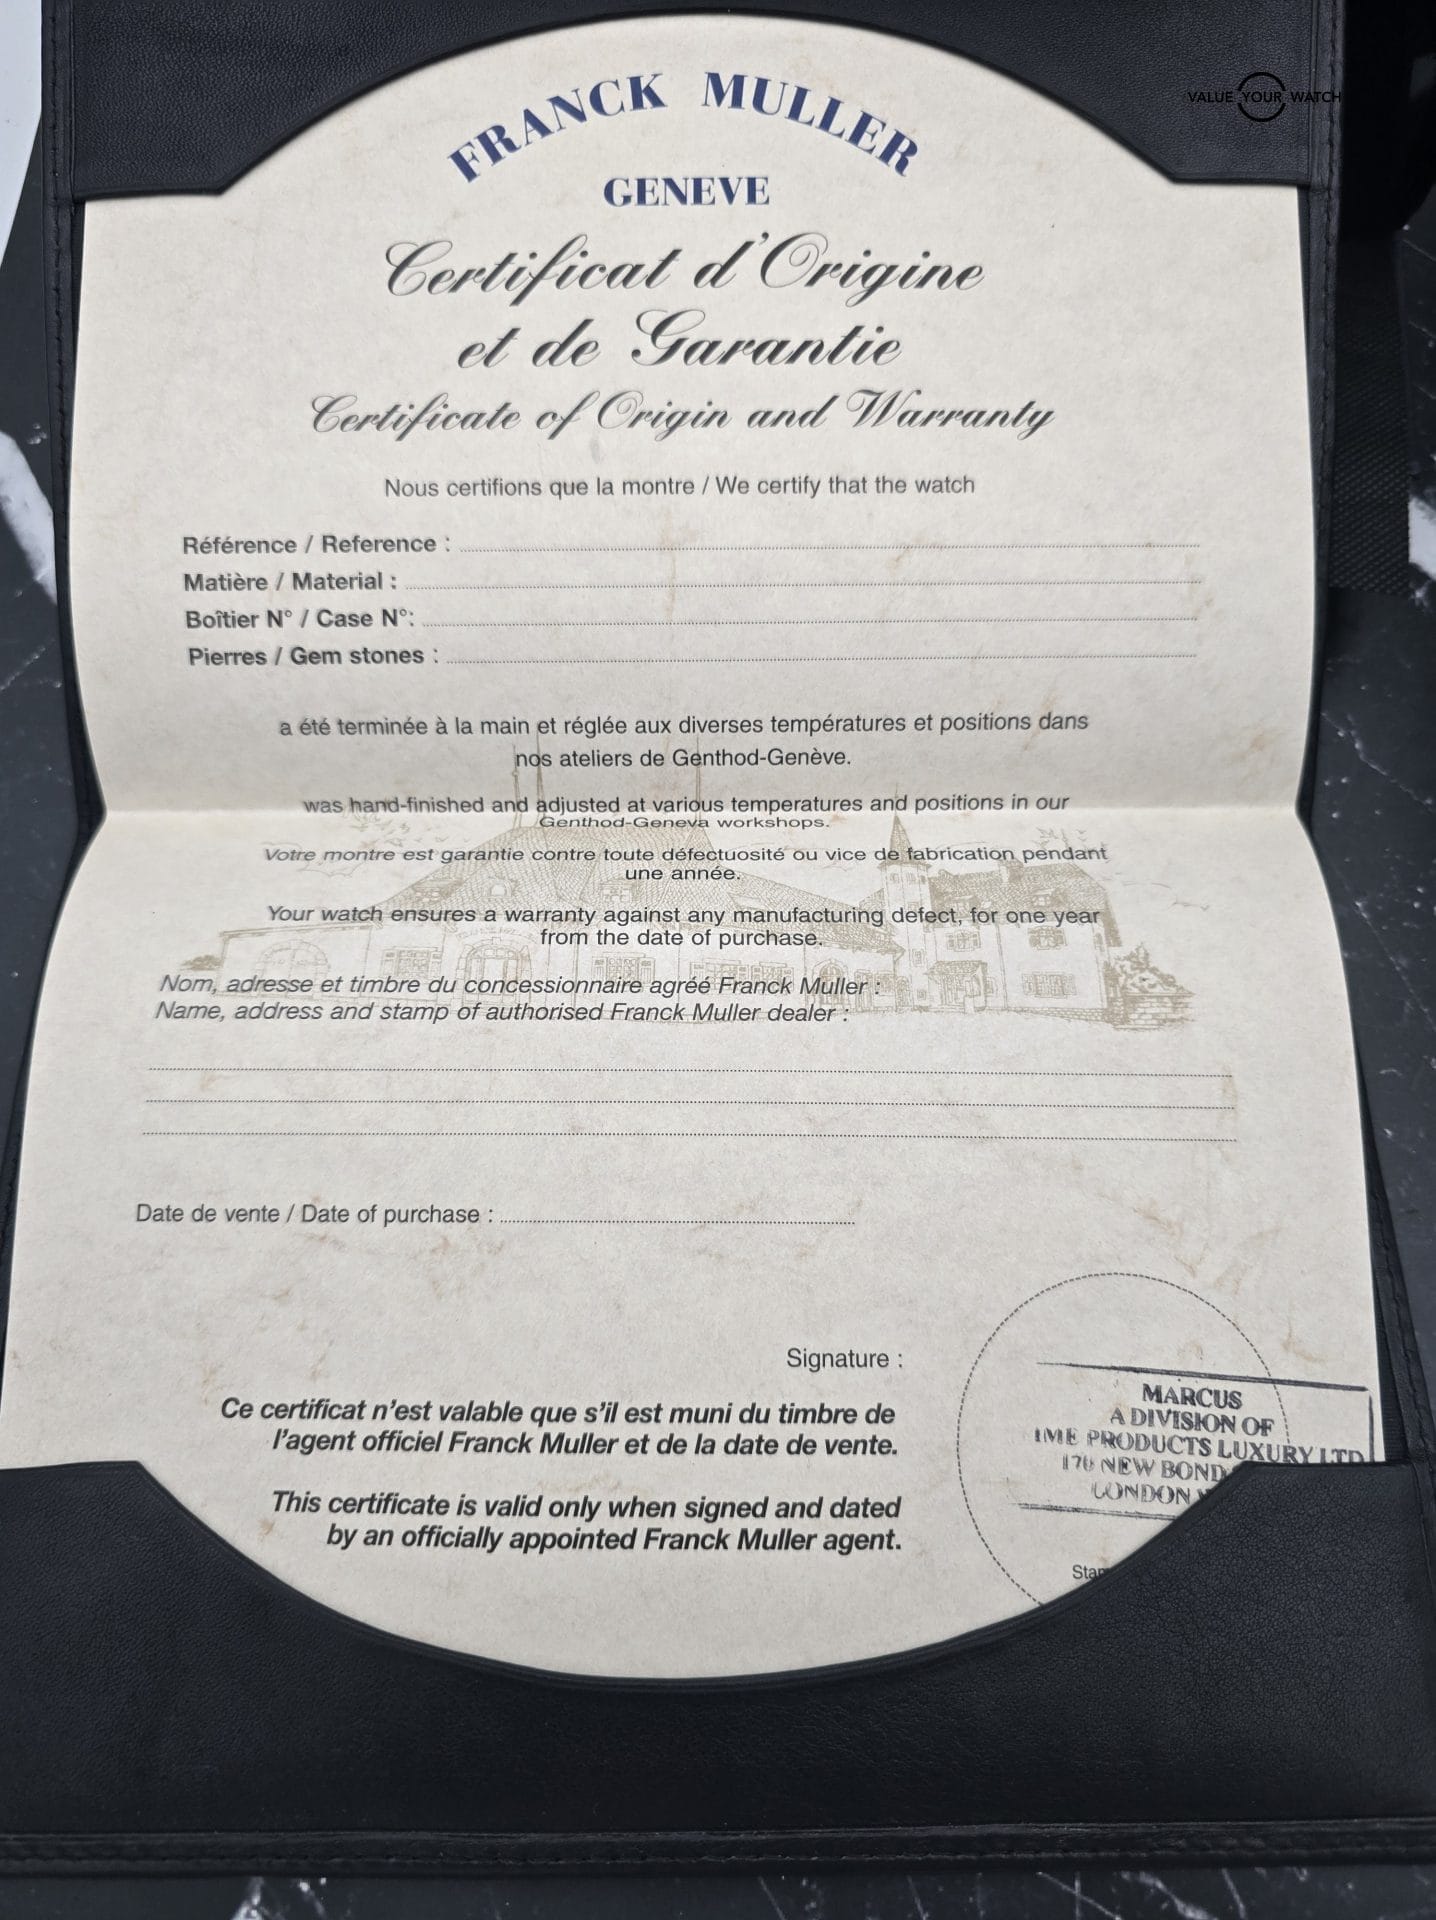 VALUE YOUR WATCH
FRANCK MULLER
GENEVE
Certificat d'Origine
et de Garantie
Certificate of Origin and Warranty
Nous certifions que la montre / We certify that the watch
Référence / Reference :
Matière / Material :
Boîtier N° / Case N°:
Pierres / Gem stones :
a été terminée à la main et réglée aux diverses températures et positions dans
nos ateliers de Genthod-Genève.
was hand-finished and adjusted at various temperatures and positions in our
Genthod-Geneva workshops.
Votre montre est garantie contre toute défectuosité ou vice de fabrication pendant
une année.
Your watch ensures a warranty against any manufacturing defect, for one year
from the date of purchase.
Nom, adresse et timbre du concessionnaire agréé Franck Muller :
Name, address and stamp of authorised Franck Muller dealer :
Date de vente / Date of purchase :
Signature :
Ce certificat n'est valable que s'il est muni du timbre de
l'agent officiel Franck Muller et de la date de vente.
This certificate is valid only when signed and dated
by an officially appointed Franck Muller agent.
MARCUS
A DIVISION OF
IME PRODUCTS LUXURY LTD
170 NEW BOND
LONDON